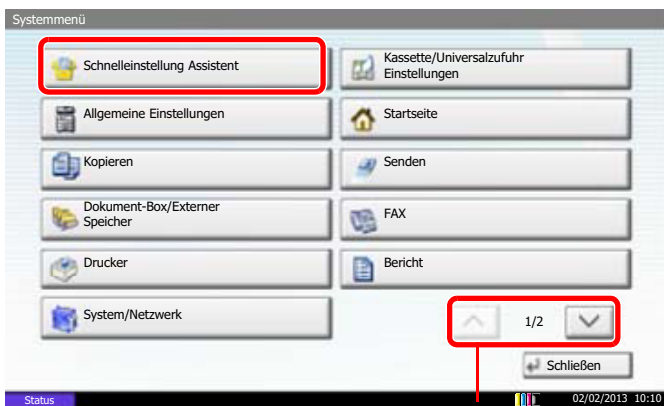 Systemmenü
Schnelleinstellung Assistent
Kassette/Universalzufuhr
Einstellungen
Allgemeine Einstellungen
Startseite
Kopieren
Senden
Dokument-Box/Externer
Speicher
FAX
Drucker
Bericht
System/Netzwerk
1/2
Schließen
Status
02/02/2013 10:10